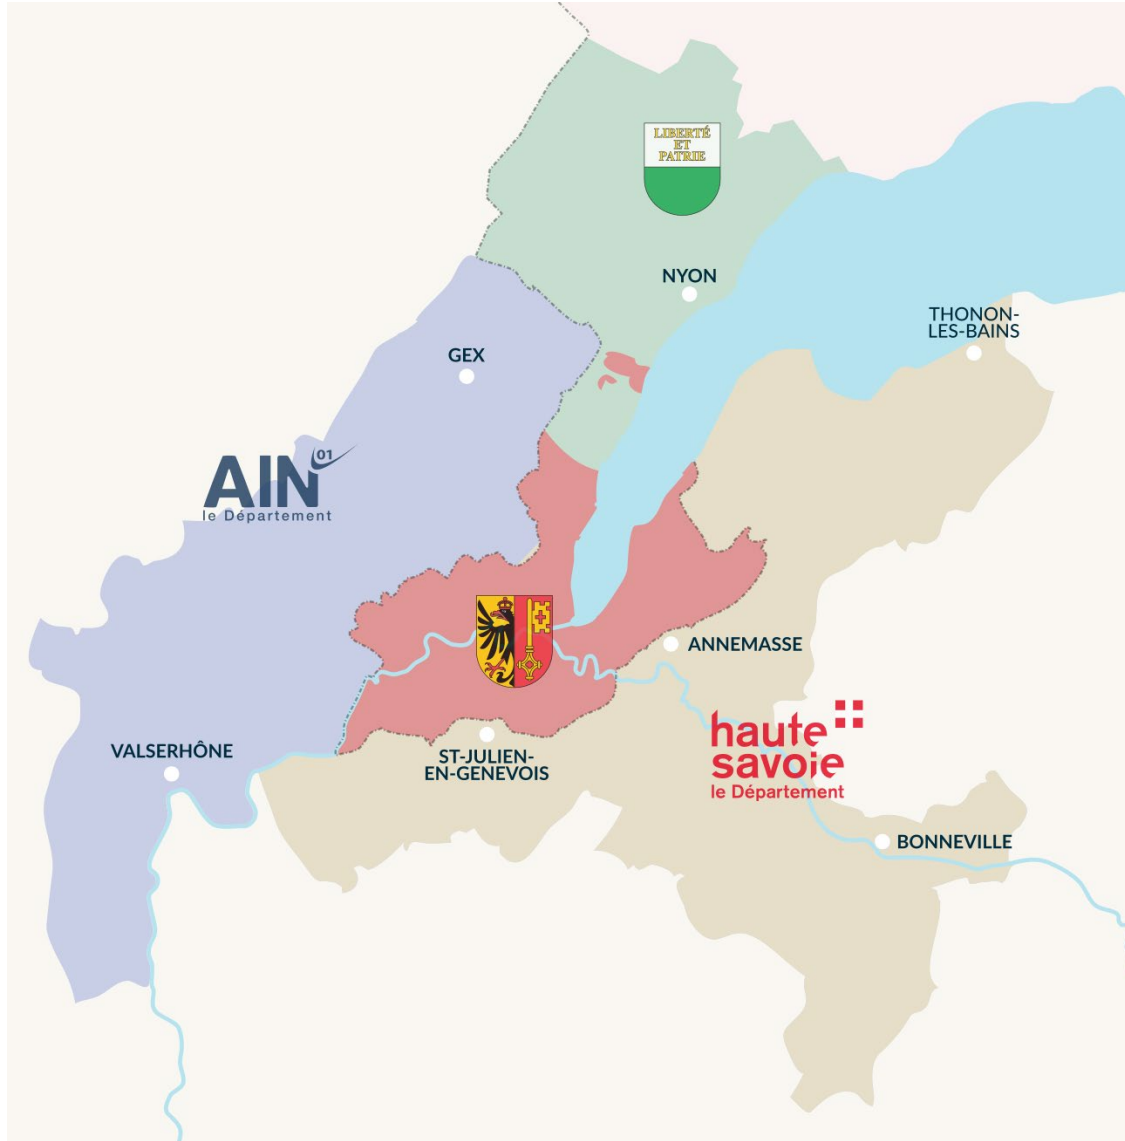 LIBERTÉ
ET
PATRIE
NYON
THONON-
LES-BAINS
GEX
AIN 01
le Département
ANNEMASSE
haute
savoie
le Département
VALSERHÔNE
ST-JULIEN-
EN-GENEVOIS
BONNEVILLE